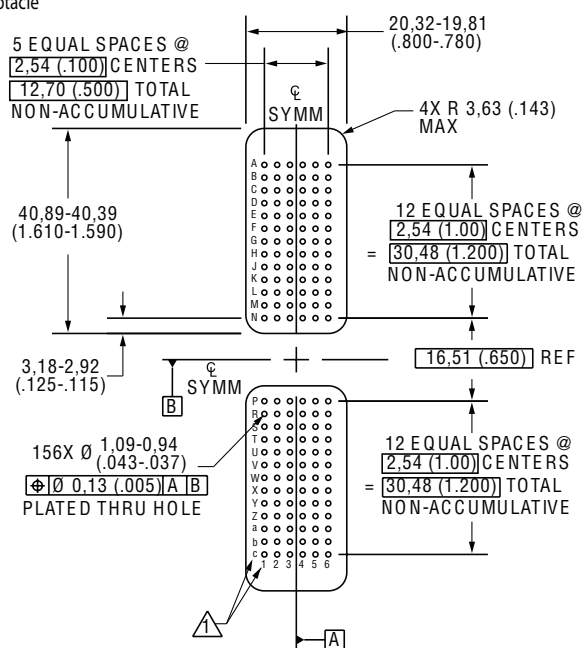 5 EQUAL SPACES @
2,54 (.100) CENTERS
12,70 (.500) TOTAL
NON-ACCUMULATIVE
20,32-19,81
(.800-.780)
℄
SYMM
4X R 3,63 (.143)
MAX
40,89-40,39
(1.610-1.590)
A
B
C
D
E
F
G
H
J
K
L
M
N
12 EQUAL SPACES @
2,54 (1.00) CENTERS
= 30,48 (1.200) TOTAL
NON-ACCUMULATIVE
3,18-2,92
(.125-.115)
℄
SYMM
B
16,51 (.650) REF
156X Ø 1,09-0,94
(.043-.037)
⌖ Ø 0,13 (.005) A B
PLATED THRU HOLE
P
R
S
T
U
V
W
X
Y
Z
a
b
c
1 2 3 4 5 6
12 EQUAL SPACES @
2,54 (1.00) CENTERS
= 30,48 (1.200) TOTAL
NON-ACCUMULATIVE
1
A